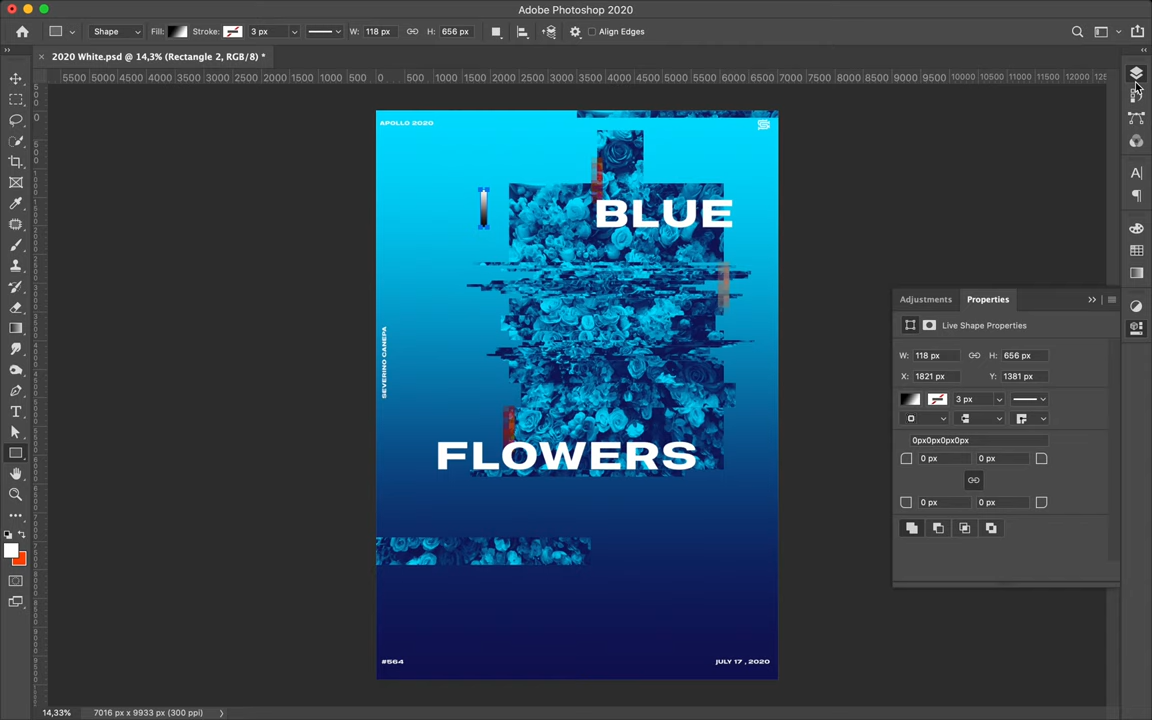 Adobe Photoshop 2020
Shape
Fill:
Stroke:
3 px
W: 118 px
H: 656 px
Align Edges
2020 White.psd @ 14,3% (Rectangle 2, RGB/8) *
5500 5000 4500 4000 3500 3000 2500 2000 1500 1000 500 0 500 1000 1500 2000 2500 3000 3500 4000 4500 5000 5500 6000 6500 7000 7500 8000 8500 9000 9500 10000 10500 11000 11500 12000
APOLLO 2020
BLUE
SEVERINO CANEPA
FLOWERS
#564
JULY 17 , 2020
Adjustments
Properties
Live Shape Properties
W: 118 px
H: 656 px
X: 1821 px
Y: 1381 px
3 px
0px0px0px0px
0 px
0 px
0 px
0 px
14,33%
7016 px x 9933 px (300 ppi)